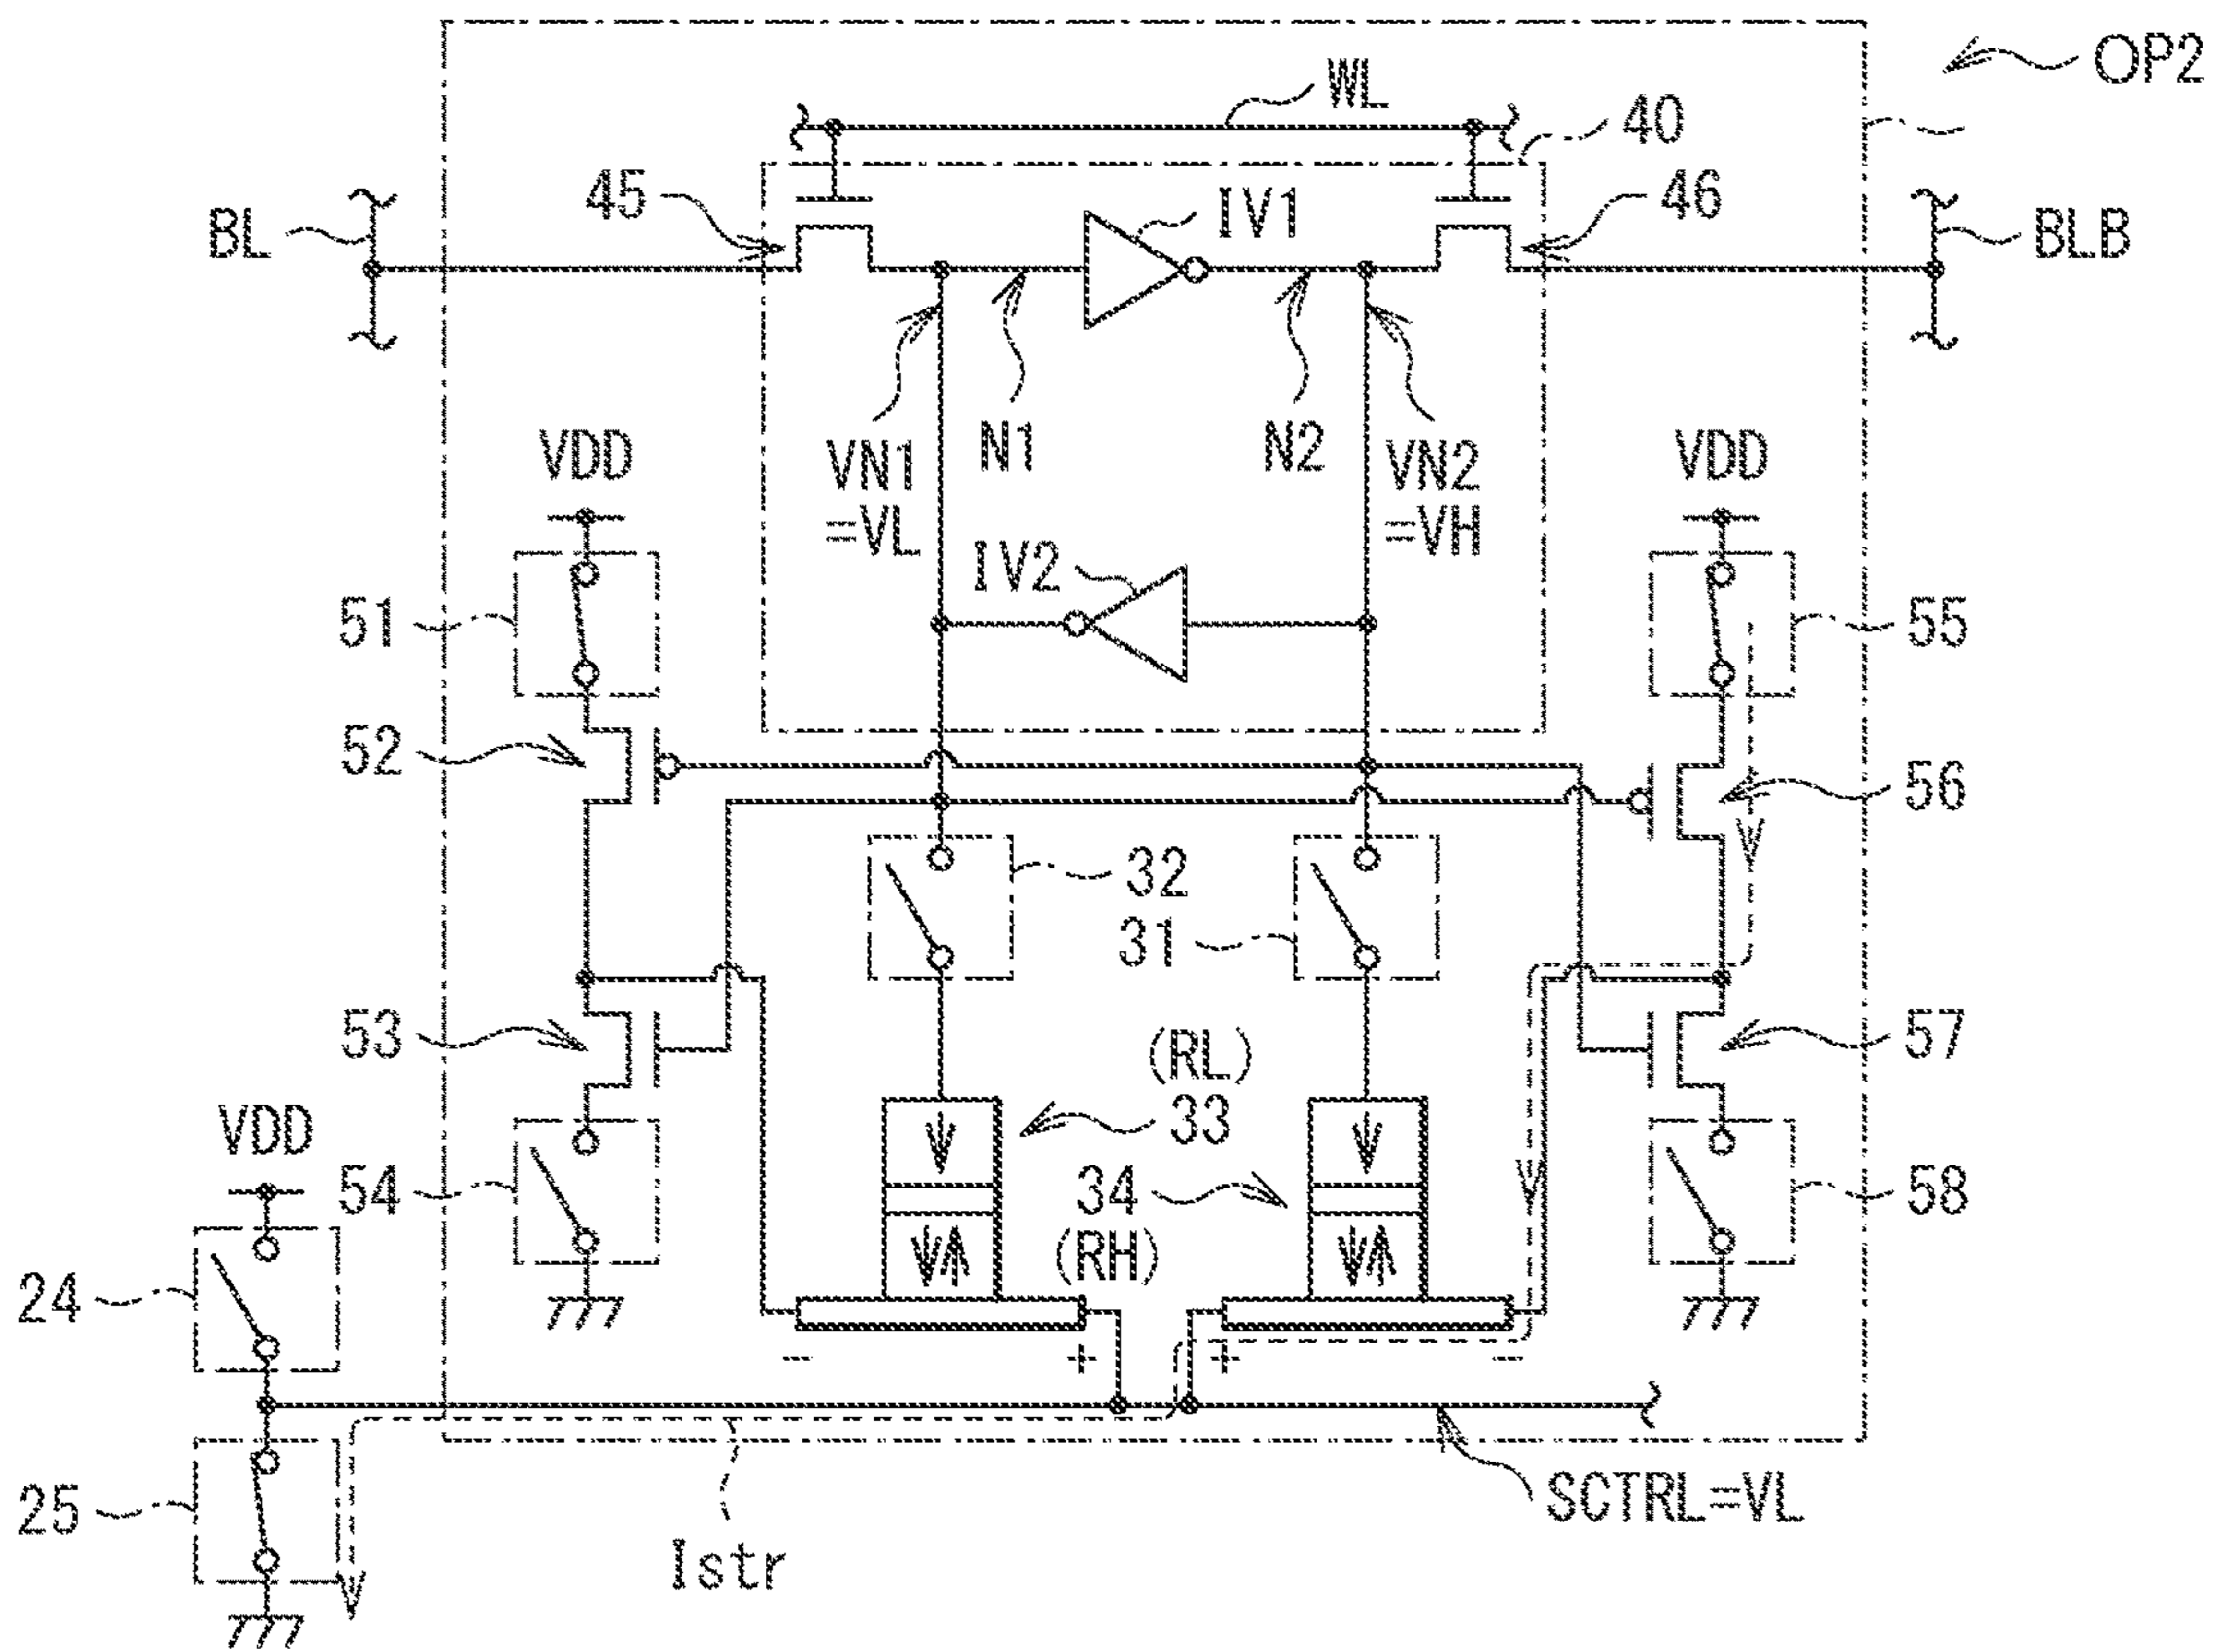 OP2
WL
40
45
IV1
46
BL
BLB
VN1
=VL
N1
N2
VN2
=VH
VDD
VDD
IV2
51
55
52
56
32
31
53
57
(RL)
33
VDD
34
(RH)
54
58
24
- + + -
25
SCTRL=VL
Istr